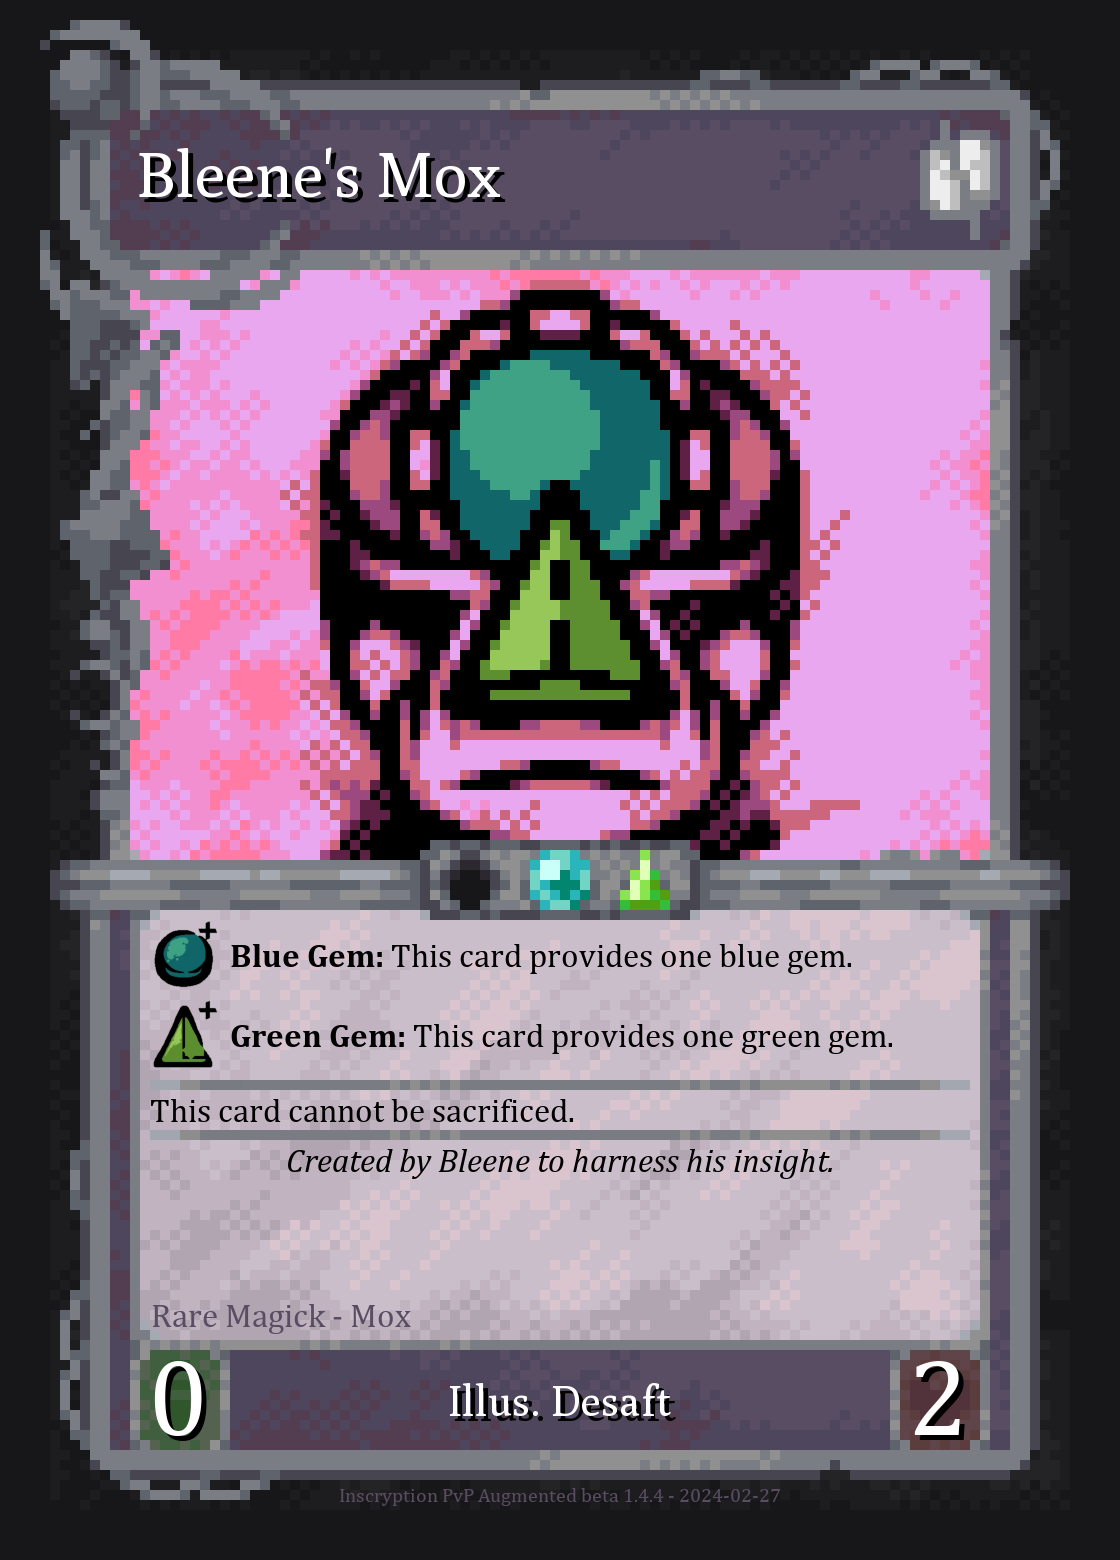 Bleene's Mox
Blue Gem: This card provides one blue gem.
Green Gem: This card provides one green gem.
This card cannot be sacrificed.
Created by Bleene to harness his insight.
Rare Magick - Mox
0
Illus. Desaft
2
Inscryption PvP Augmented beta 1.4.4 - 2024-02-27